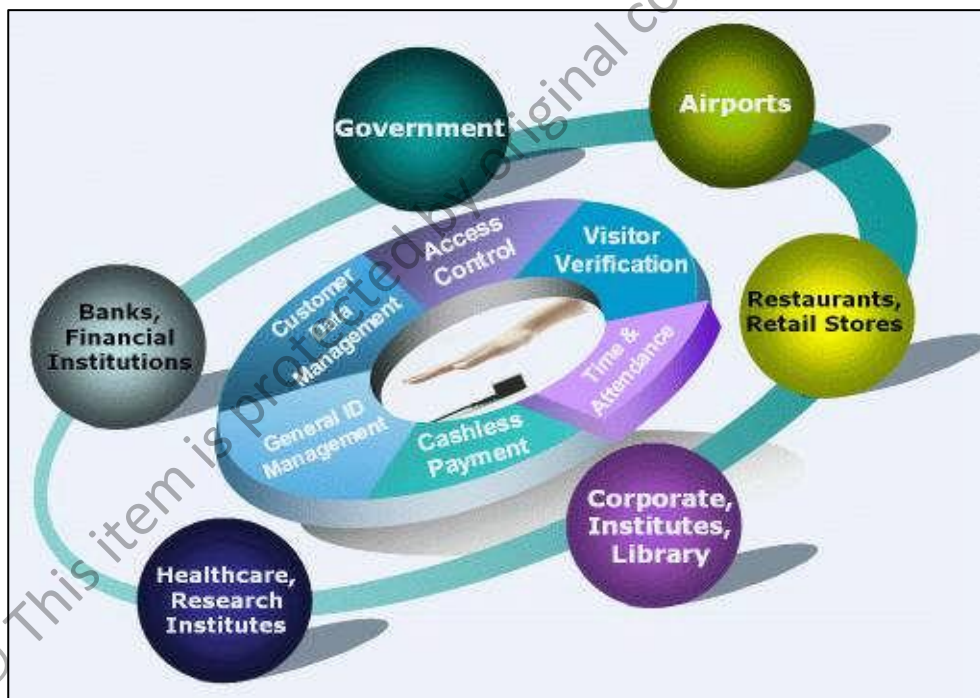 Government
Airports
Banks,
Financial
Institutions
Restaurants,
Retail Stores
Healthcare,
Research
Institutes
Corporate,
Institutes,
Library
Access
Control
Visitor
Verification
Time &
Attendance
Cashless
Payment
General ID
Management
Customer
Data
Management
This item is protected by original co